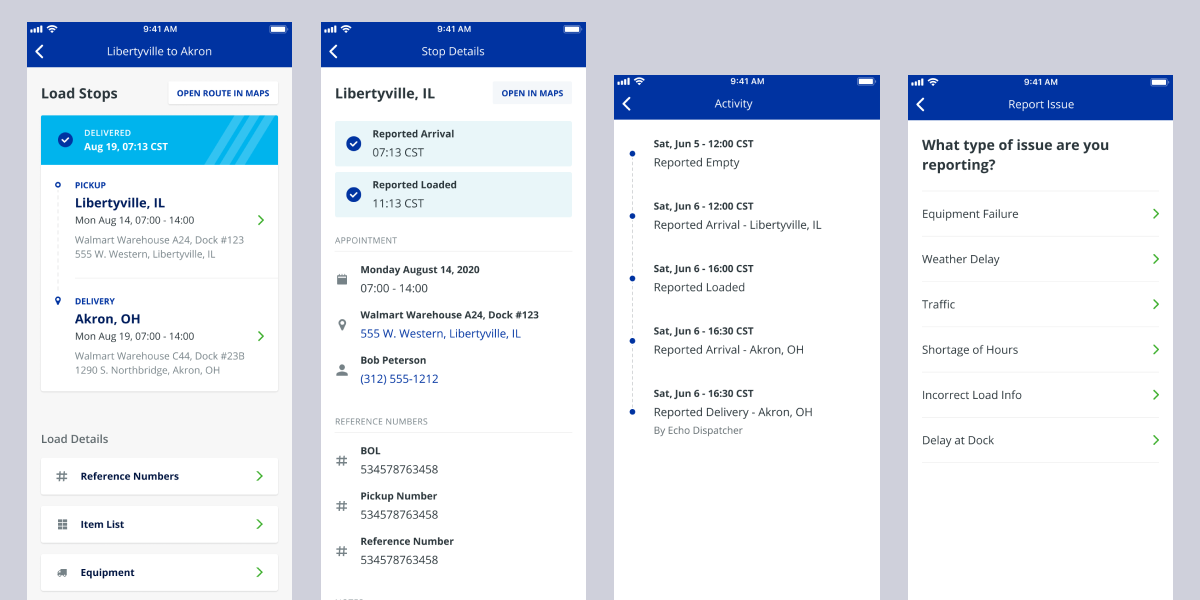 9:41 AM
Libertyville to Akron
Load Stops
OPEN ROUTE IN MAPS
DELIVERED
Aug 19, 07:13 CST
PICKUP
Libertyville, IL
Mon Aug 14, 07:00 - 14:00
Walmart Warehouse A24, Dock #123
555 W. Western, Libertyville, IL
DELIVERY
Akron, OH
Mon Aug 19, 07:00 - 14:00
Walmart Warehouse C44, Dock #23B
1290 S. Northbridge, Akron, OH
Load Details
Reference Numbers
Item List
Equipment
9:41 AM
Stop Details
Libertyville, IL
OPEN IN MAPS
Reported Arrival
07:13 CST
Reported Loaded
11:13 CST
APPOINTMENT
Monday August 14, 2020
07:00 - 14:00
Walmart Warehouse A24, Dock #123
555 W. Western, Libertyville, IL
Bob Peterson
(312) 555-1212
REFERENCE NUMBERS
BOL
534578763458
Pickup Number
534578763458
Reference Number
534578763458
9:41 AM
Activity
Sat, Jun 5 - 12:00 CST
Reported Empty
Sat, Jun 6 - 12:00 CST
Reported Arrival - Libertyville, IL
Sat, Jun 6 - 16:00 CST
Reported Loaded
Sat, Jun 6 - 16:30 CST
Reported Arrival - Akron, OH
Sat, Jun 6 - 16:30 CST
Reported Delivery - Akron, OH
By Echo Dispatcher
9:41 AM
Report Issue
What type of issue are you
reporting?
Equipment Failure
Weather Delay
Traffic
Shortage of Hours
Incorrect Load Info
Delay at Dock